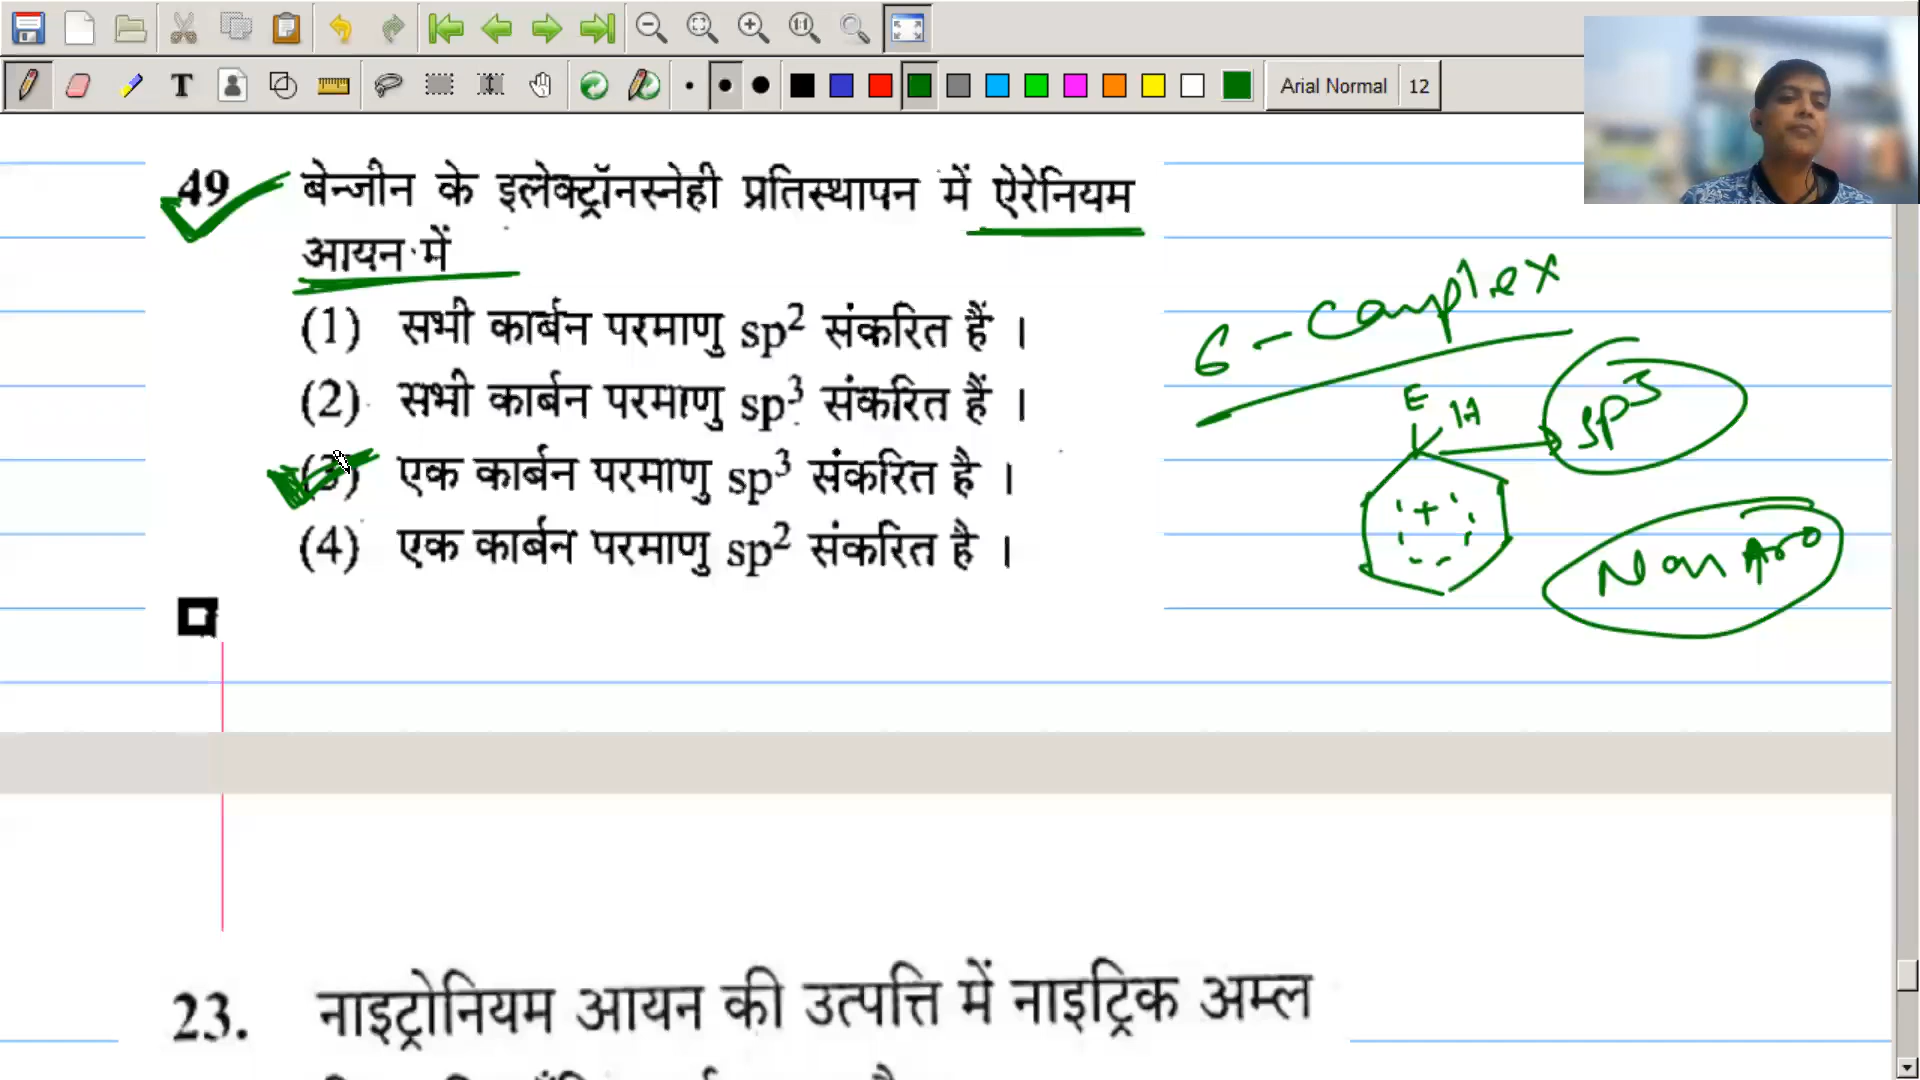 Arial Normal 12
49 बेन्जीन के इलेक्ट्रॉनस्नेही प्रतिस्थापन में ऐरेनियम
आयन में
(1) सभी कार्बन परमाणु sp² संकरित हैं ।
(2) सभी कार्बन परमाणु sp³ संकरित हैं ।
(3) एक कार्बन परमाणु sp³ संकरित है ।
(4) एक कार्बन परमाणु sp² संकरित है ।
6 - complex
E
H
sp³
+
Non Aro
23. नाइट्रोनियम आयन की उत्पत्ति में नाइट्रिक अम्ल